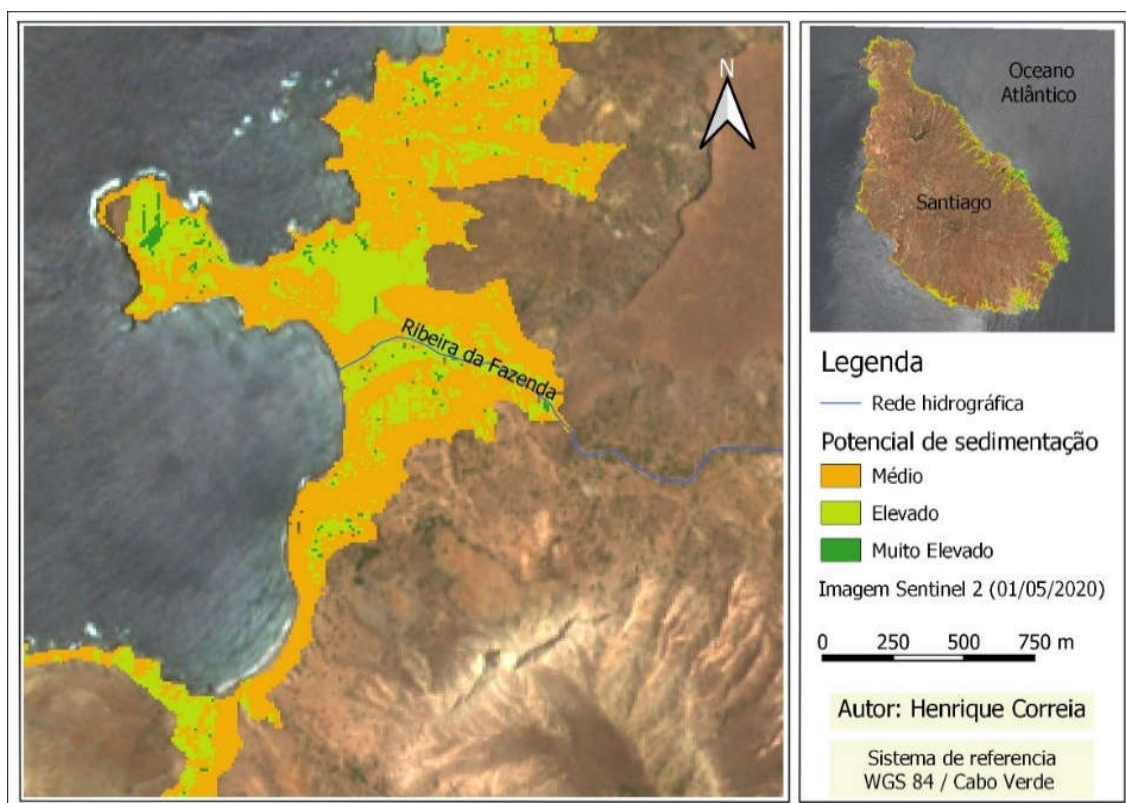 N
Ribeira da Fazenda
Oceano
Atlântico
Santiago
Legenda
Rede hidrográfica
Potencial de sedimentação
Médio
Elevado
Muito Elevado
Imagem Sentinel 2 (01/05/2020)
0 250 500 750 m
Autor: Henrique Correia
Sistema de referencia
WGS 84 / Cabo Verde